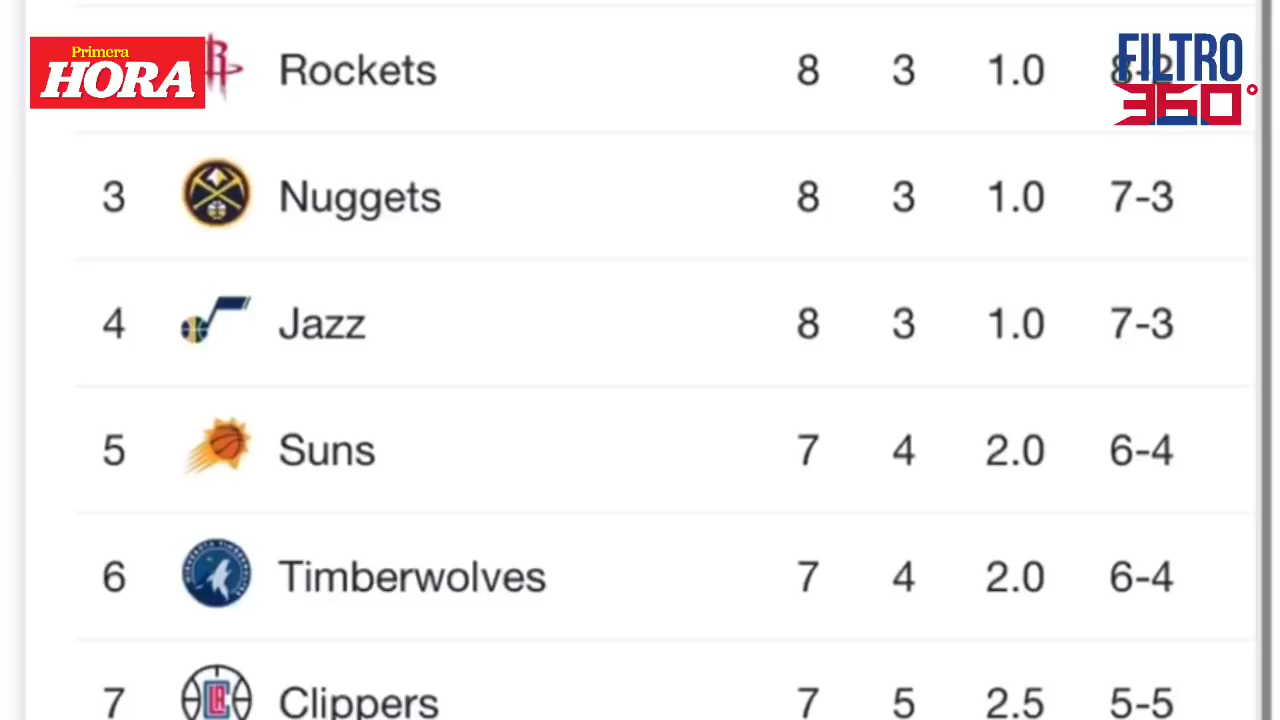 Primera
HORA
FILTRO
360°
Rockets 8 3 1.0 8-2
3 Nuggets 8 3 1.0 7-3
4 Jazz 8 3 1.0 7-3
5 Suns 7 4 2.0 6-4
6 Timberwolves 7 4 2.0 6-4
7 Clippers 7 5 2.5 5-5